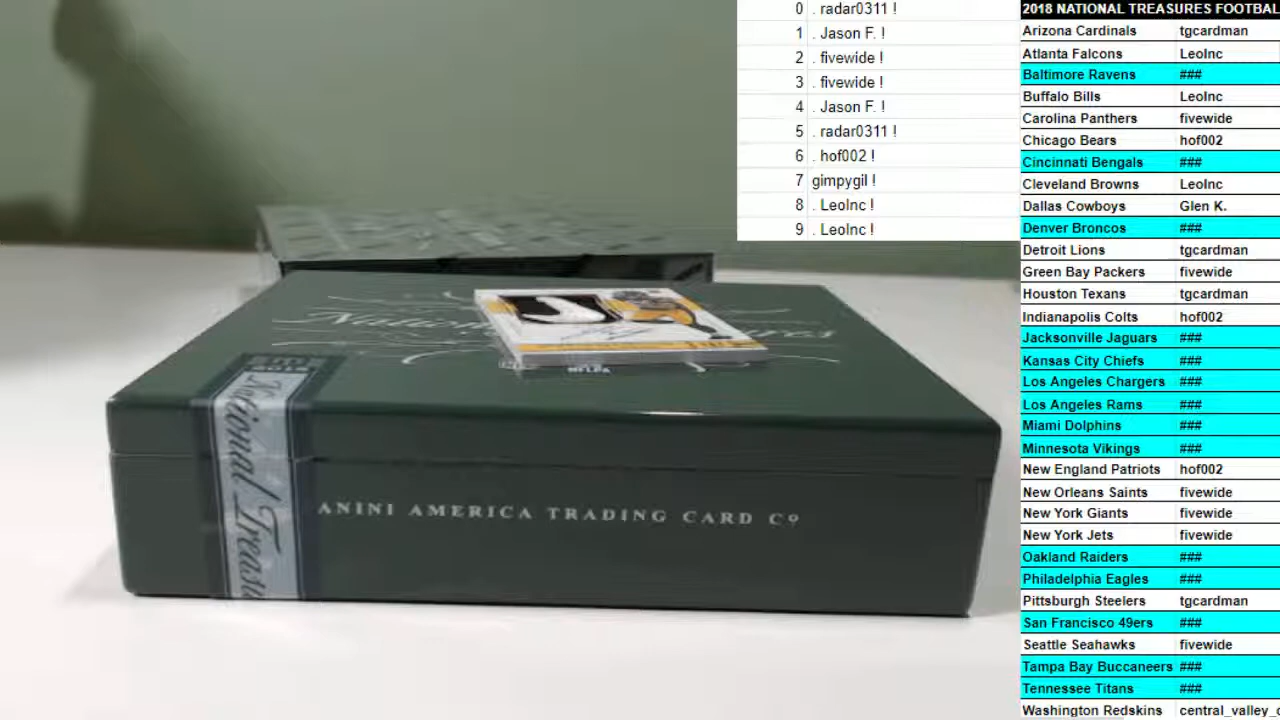 0 . radar0311 !
1 . Jason F. !
2 . fivewide !
3 . fivewide !
4 . Jason F. !
5 . radar0311 !
6 . hof002 !
7 gimpygil !
8 . LeoInc !
9 . LeoInc !
2018 NATIONAL TREASURES FOOTBAL
Arizona Cardinals tgcardman
Atlanta Falcons LeoInc
Baltimore Ravens ###
Buffalo Bills LeoInc
Carolina Panthers fivewide
Chicago Bears hof002
Cincinnati Bengals ###
Cleveland Browns LeoInc
Dallas Cowboys Glen K.
Denver Broncos ###
Detroit Lions tgcardman
Green Bay Packers fivewide
Houston Texans tgcardman
Indianapolis Colts hof002
Jacksonville Jaguars ###
Kansas City Chiefs ###
Los Angeles Chargers ###
Los Angeles Rams ###
Miami Dolphins ###
Minnesota Vikings ###
New England Patriots hof002
New Orleans Saints fivewide
New York Giants fivewide
New York Jets fivewide
Oakland Raiders ###
Philadelphia Eagles ###
Pittsburgh Steelers tgcardman
San Francisco 49ers ###
Seattle Seahawks fivewide
Tampa Bay Buccaneers ###
Tennessee Titans ###
Washington Redskins central_valley_c
National Treasu
ANINI AMERICA TRADING CARD Cº